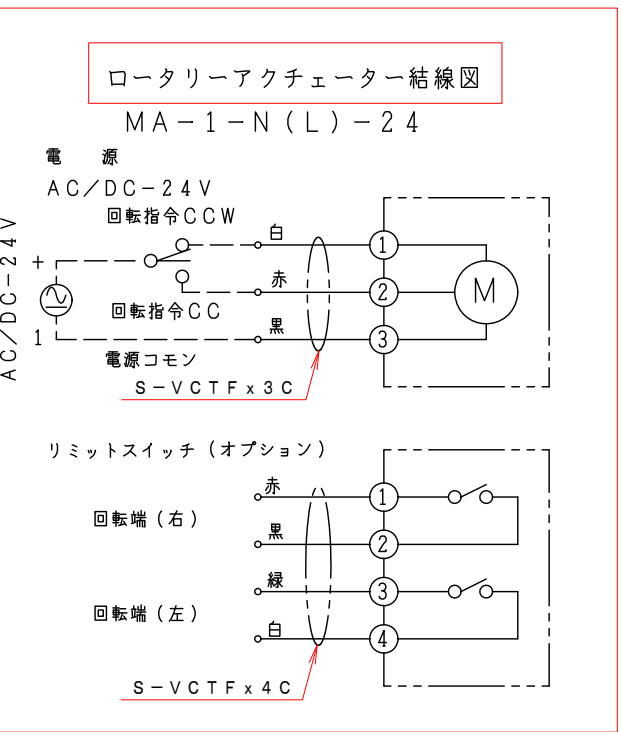 ロータリーアクチェーター結線図
MA-1-N(L)-24
電 源
AC/DC-24V
AC/DC-24V
回転指令CCW
白
1
+
赤
2
M
回転指令CC
黒
3
1
電源コモン
S-VCTFx3C
リミットスイッチ(オプション)
赤
1
回転端(右)
黒
2
緑
3
回転端(左)
白
4
S-VCTFx4C